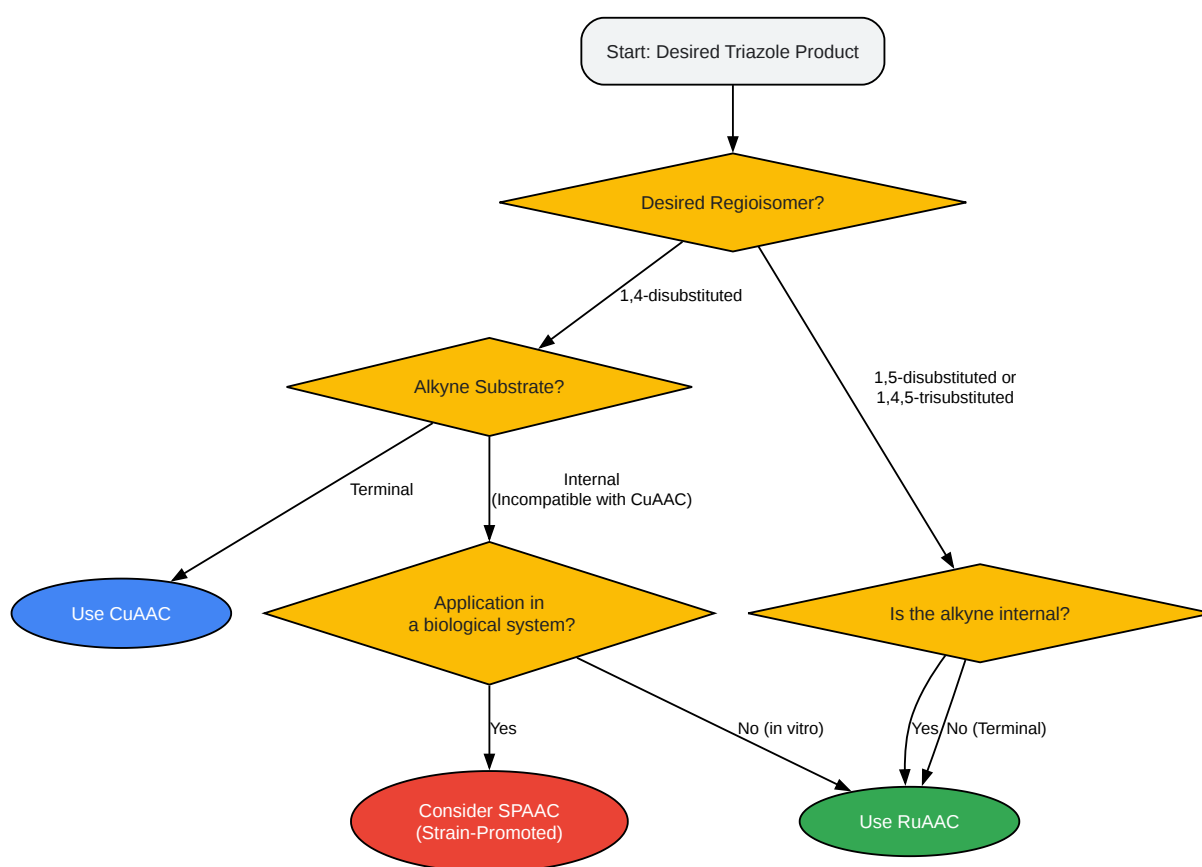 Start: Desired Triazole Product
Desired Regioisomer?
1,4-disubstituted
1,5-disubstituted or
1,4,5-trisubstituted
Alkyne Substrate?
Terminal
Internal
(Incompatible with CuAAC)
Use CuAAC
Application in
a biological system?
Is the alkyne internal?
Yes
No (in vitro)
Yes
No (Terminal)
Consider SPAAC
(Strain-Promoted)
Use RuAAC